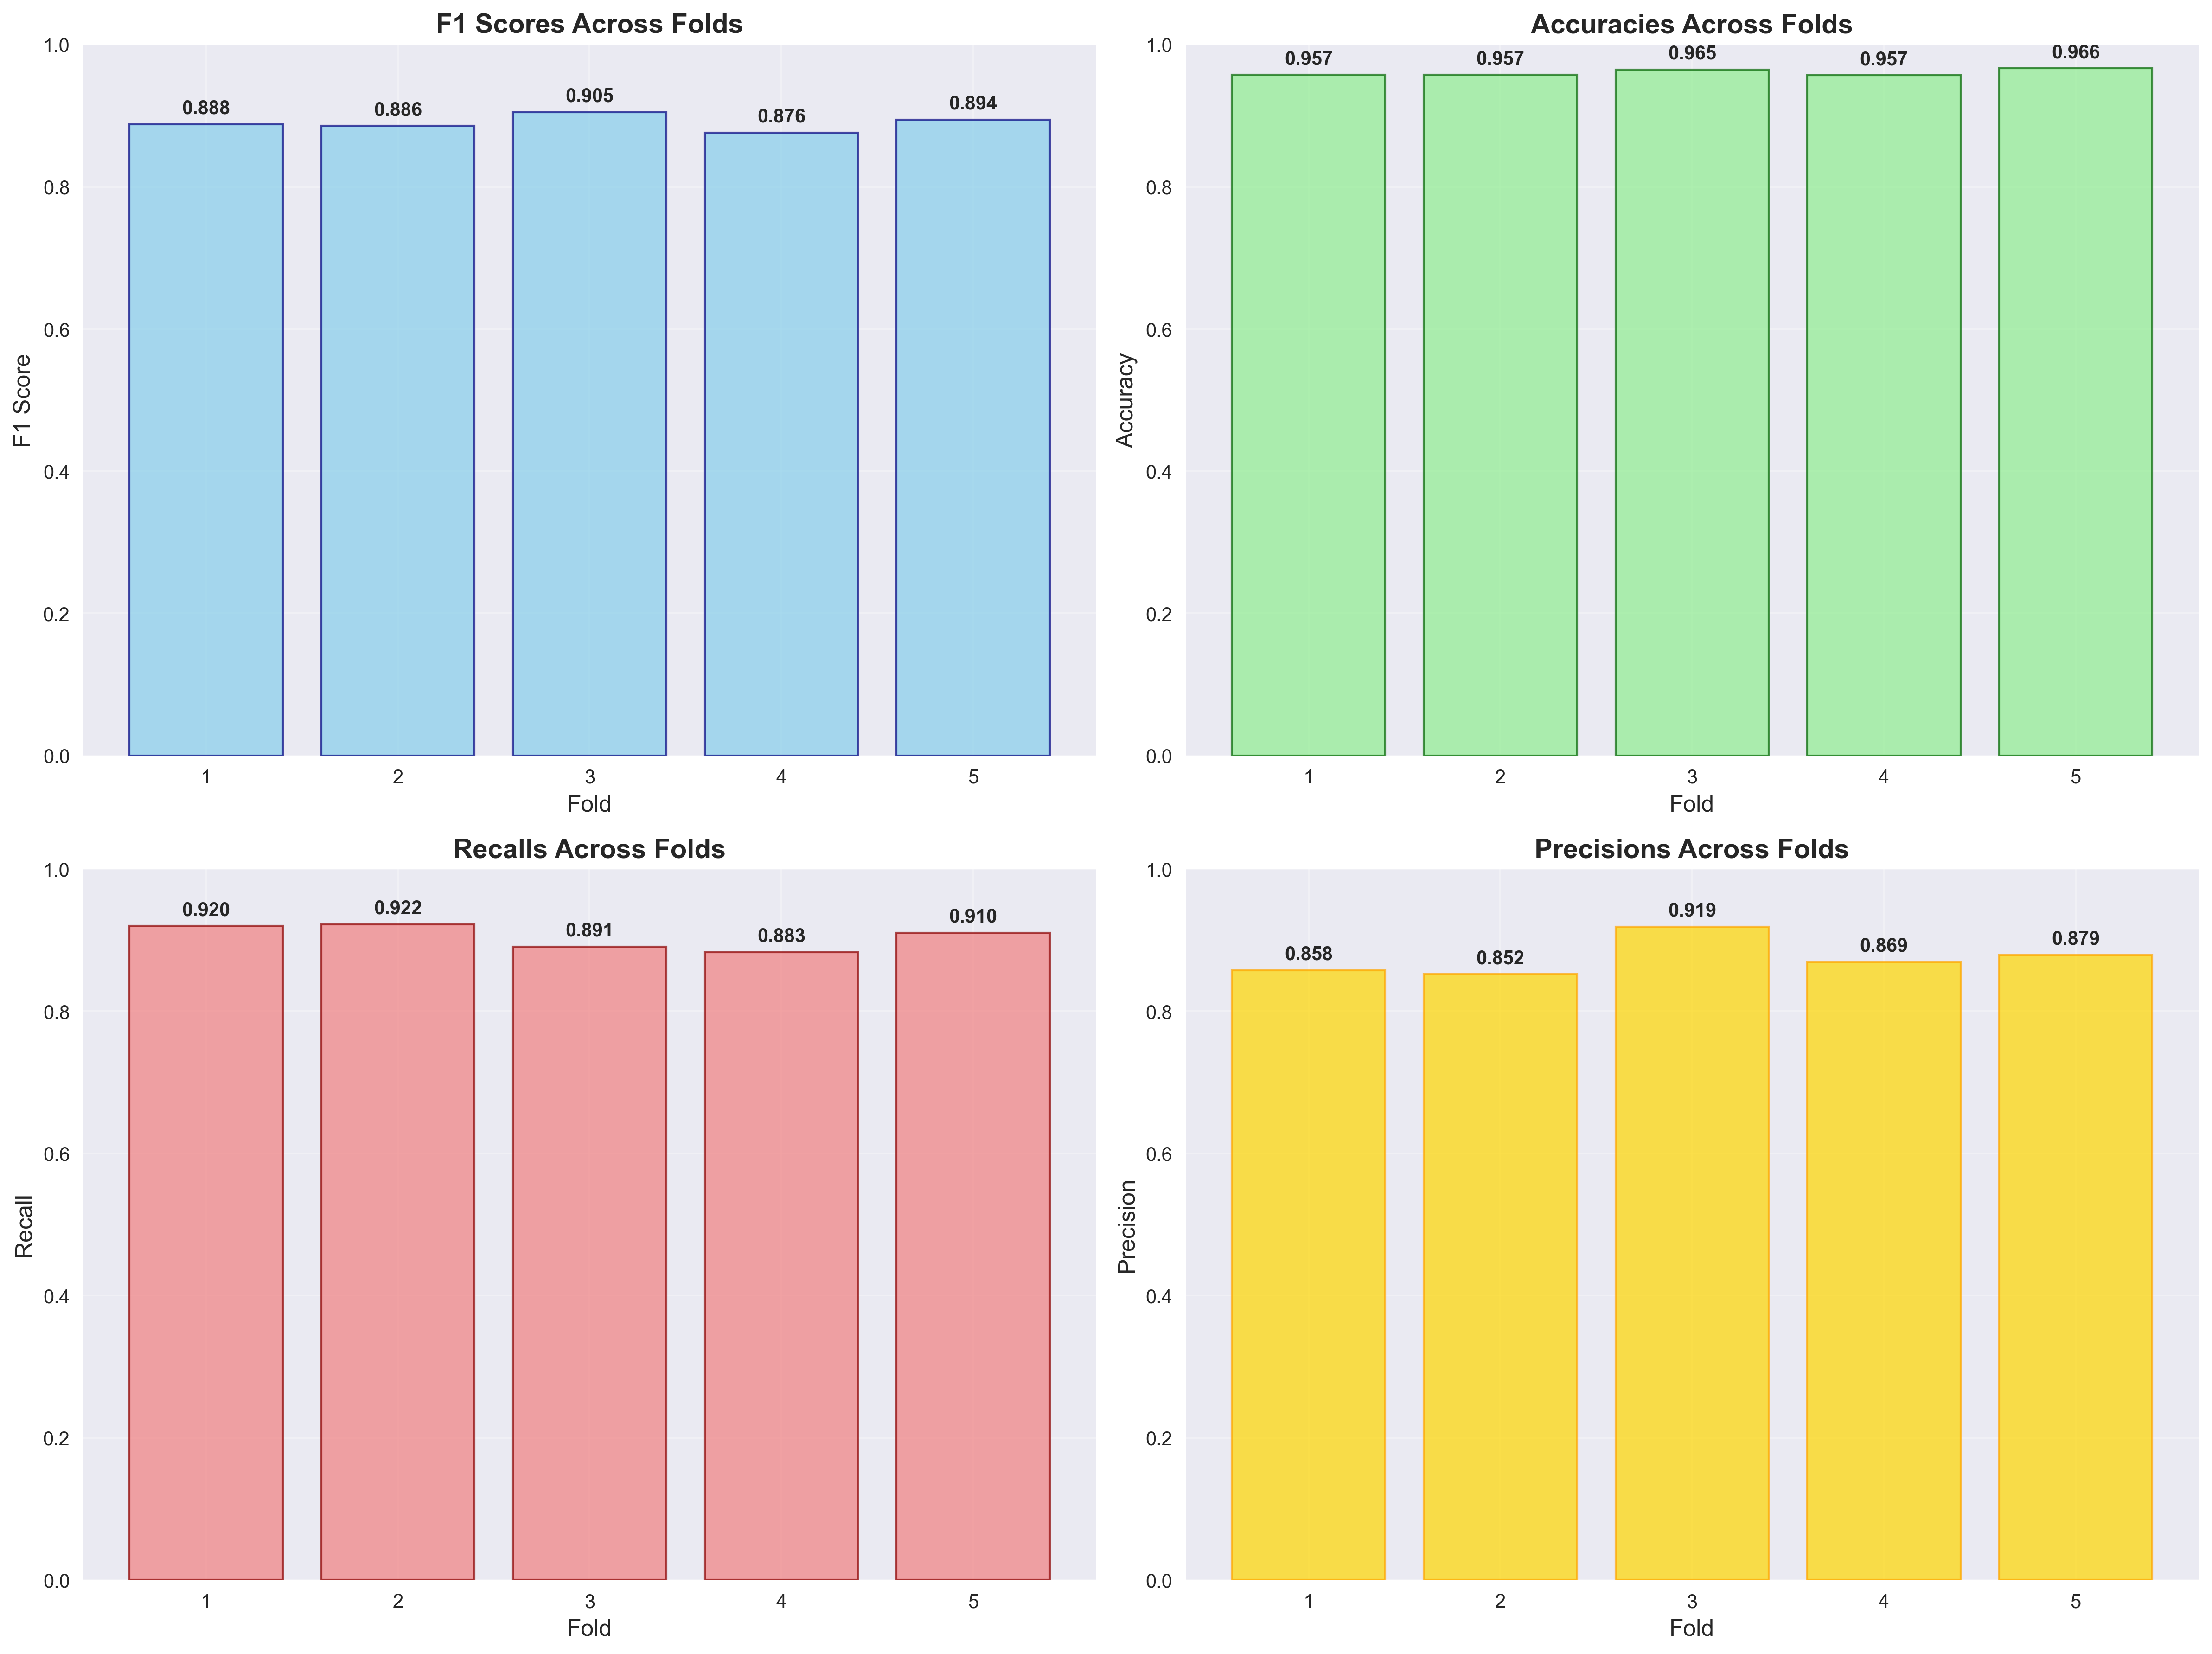 F1 Scores Across Folds
1.0
0.8
0.6
0.4
0.2
0.0
F1 Score
0.888
0.886
0.905
0.876
0.894
1 2 3 4 5
Fold
Accuracies Across Folds
1.0
0.8
0.6
0.4
0.2
0.0
Accuracy
0.957
0.957
0.965
0.957
0.966
1 2 3 4 5
Fold
Recalls Across Folds
1.0
0.8
0.6
0.4
0.2
0.0
Recall
0.920
0.922
0.891
0.883
0.910
1 2 3 4 5
Fold
Precisions Across Folds
1.0
0.8
0.6
0.4
0.2
0.0
Precision
0.858
0.852
0.919
0.869
0.879
1 2 3 4 5
Fold